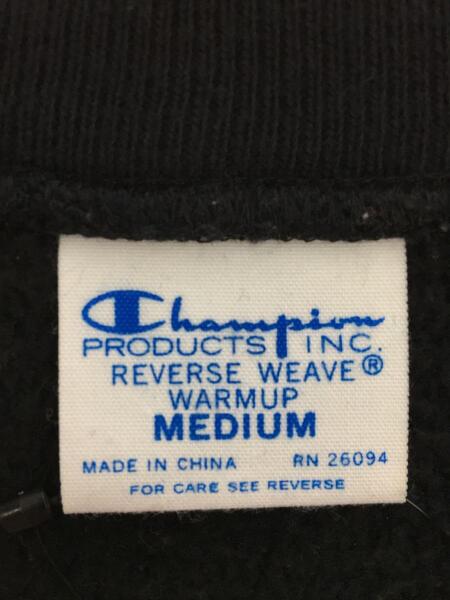 Champion
PRODUCTS INC.
REVERSE WEAVE®
WARMUP
MEDIUM
MADE IN CHINA RN 26094
FOR CARE SEE REVERSE